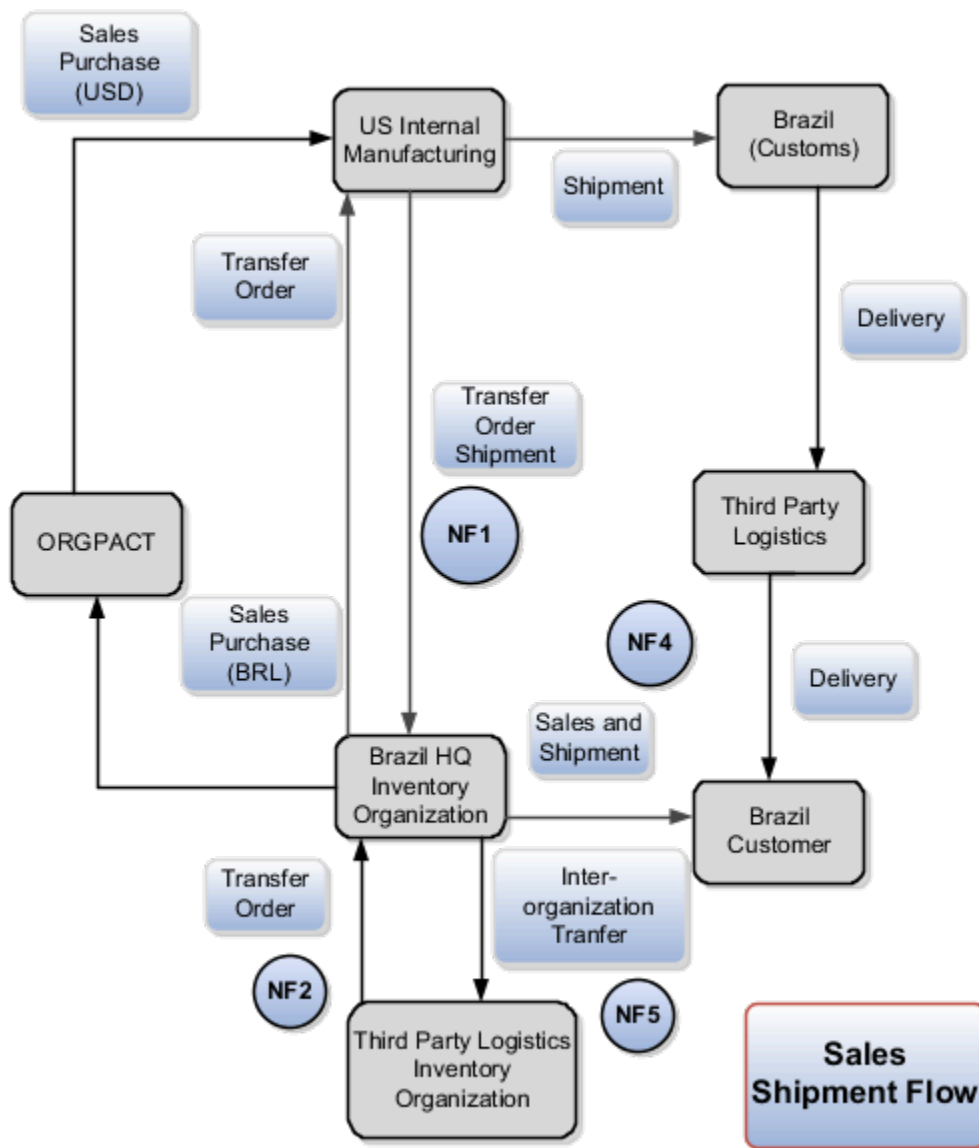 Sales
Purchase
(USD)
US Internal
Manufacturing
Brazil
(Customs)
Shipment
Transfer
Order
Delivery
Transfer
Order
Shipment
Third Party
Logistics
ORGPACT
NF1
Sales
Purchase
(BRL)
NF4
Delivery
Sales and
Shipment
Brazil HQ
Inventory
Organization
Brazil
Customer
Transfer
Order
Inter-
organization
Tranfer
NF2
NF5
Third Party Logistics
Inventory
Organization
Sales
Shipment Flow